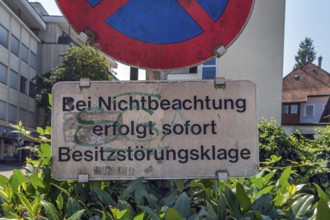 Bei Nichtbeachtung
erfolgt sofort
Besitzstörungsklage